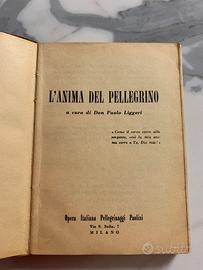 L'ANIMA DEL PELLEGRINO
a cura di Don Paolo Liggeri
« Come il cervo corre alla
sorgente, così la mia ani-
ma corre a Te, Dio mio! »
Opera Italiana Pellegrinaggi Paolini
Via S. Sofia, 7
MILANO
subito